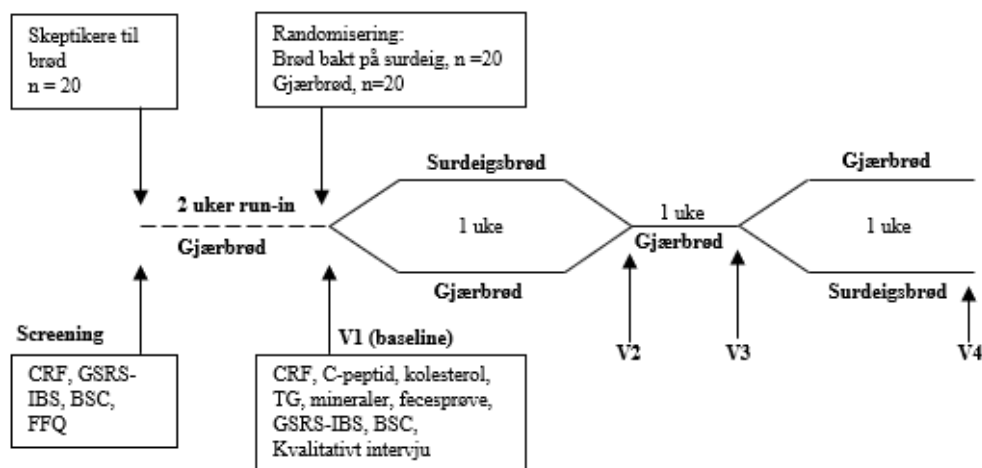 Skeptikere til
brød
n = 20
Randomisering:
Brød bakt på surdeig, n =20
Gjærbrød, n=20
2 uker run-in
Gjærbrød
Surdeigsbrød
1 uke
Gjærbrød
1 uke
Gjærbrød
Gjærbrød
1 uke
Surdeigsbrød
Screening
CRF, GSRS-
IBS, BSC,
FFQ
V1 (baseline)
CRF, C-peptid, kolesterol,
TG, mineraler, fecesprøve,
GSRS-IBS, BSC,
Kvalitativt intervju
V2
V3
V4